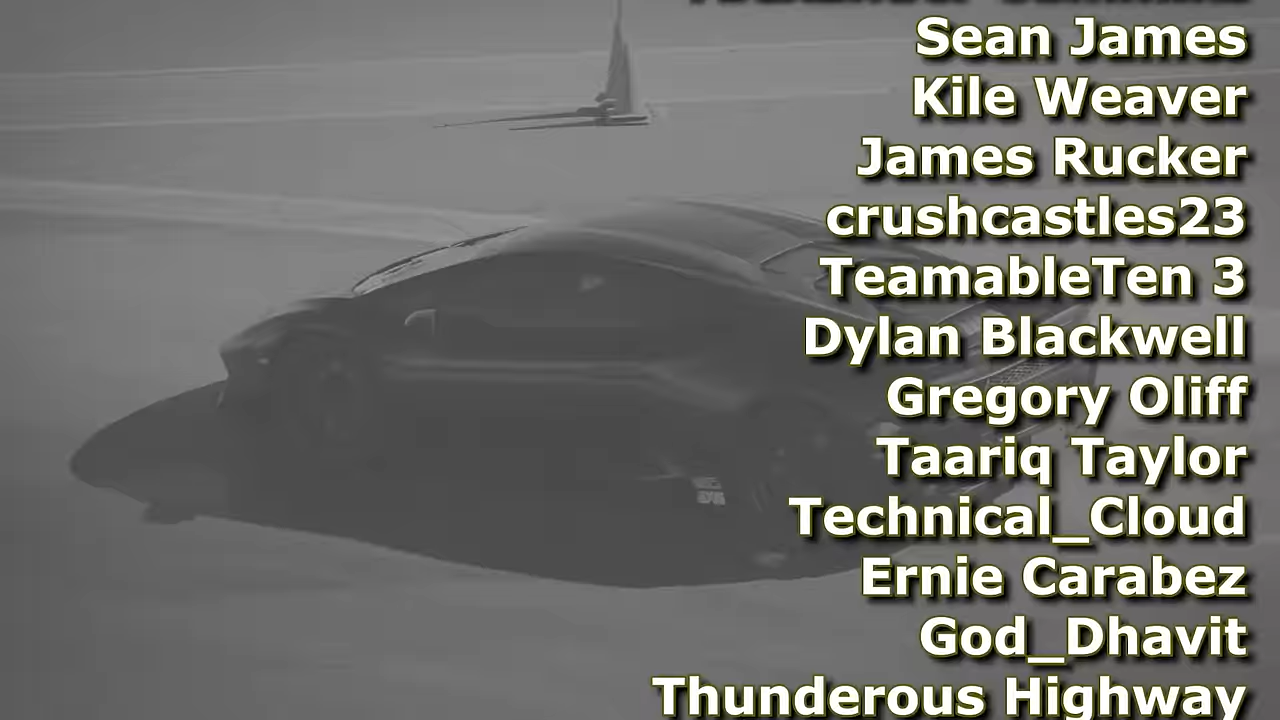 Sean James
Kile Weaver
James Rucker
crushcastles23
TeamableTen 3
Dylan Blackwell
Gregory Oliff
Taariq Taylor
Technical_Cloud
Ernie Carabez
God_Dhavit
Thunderous Highway